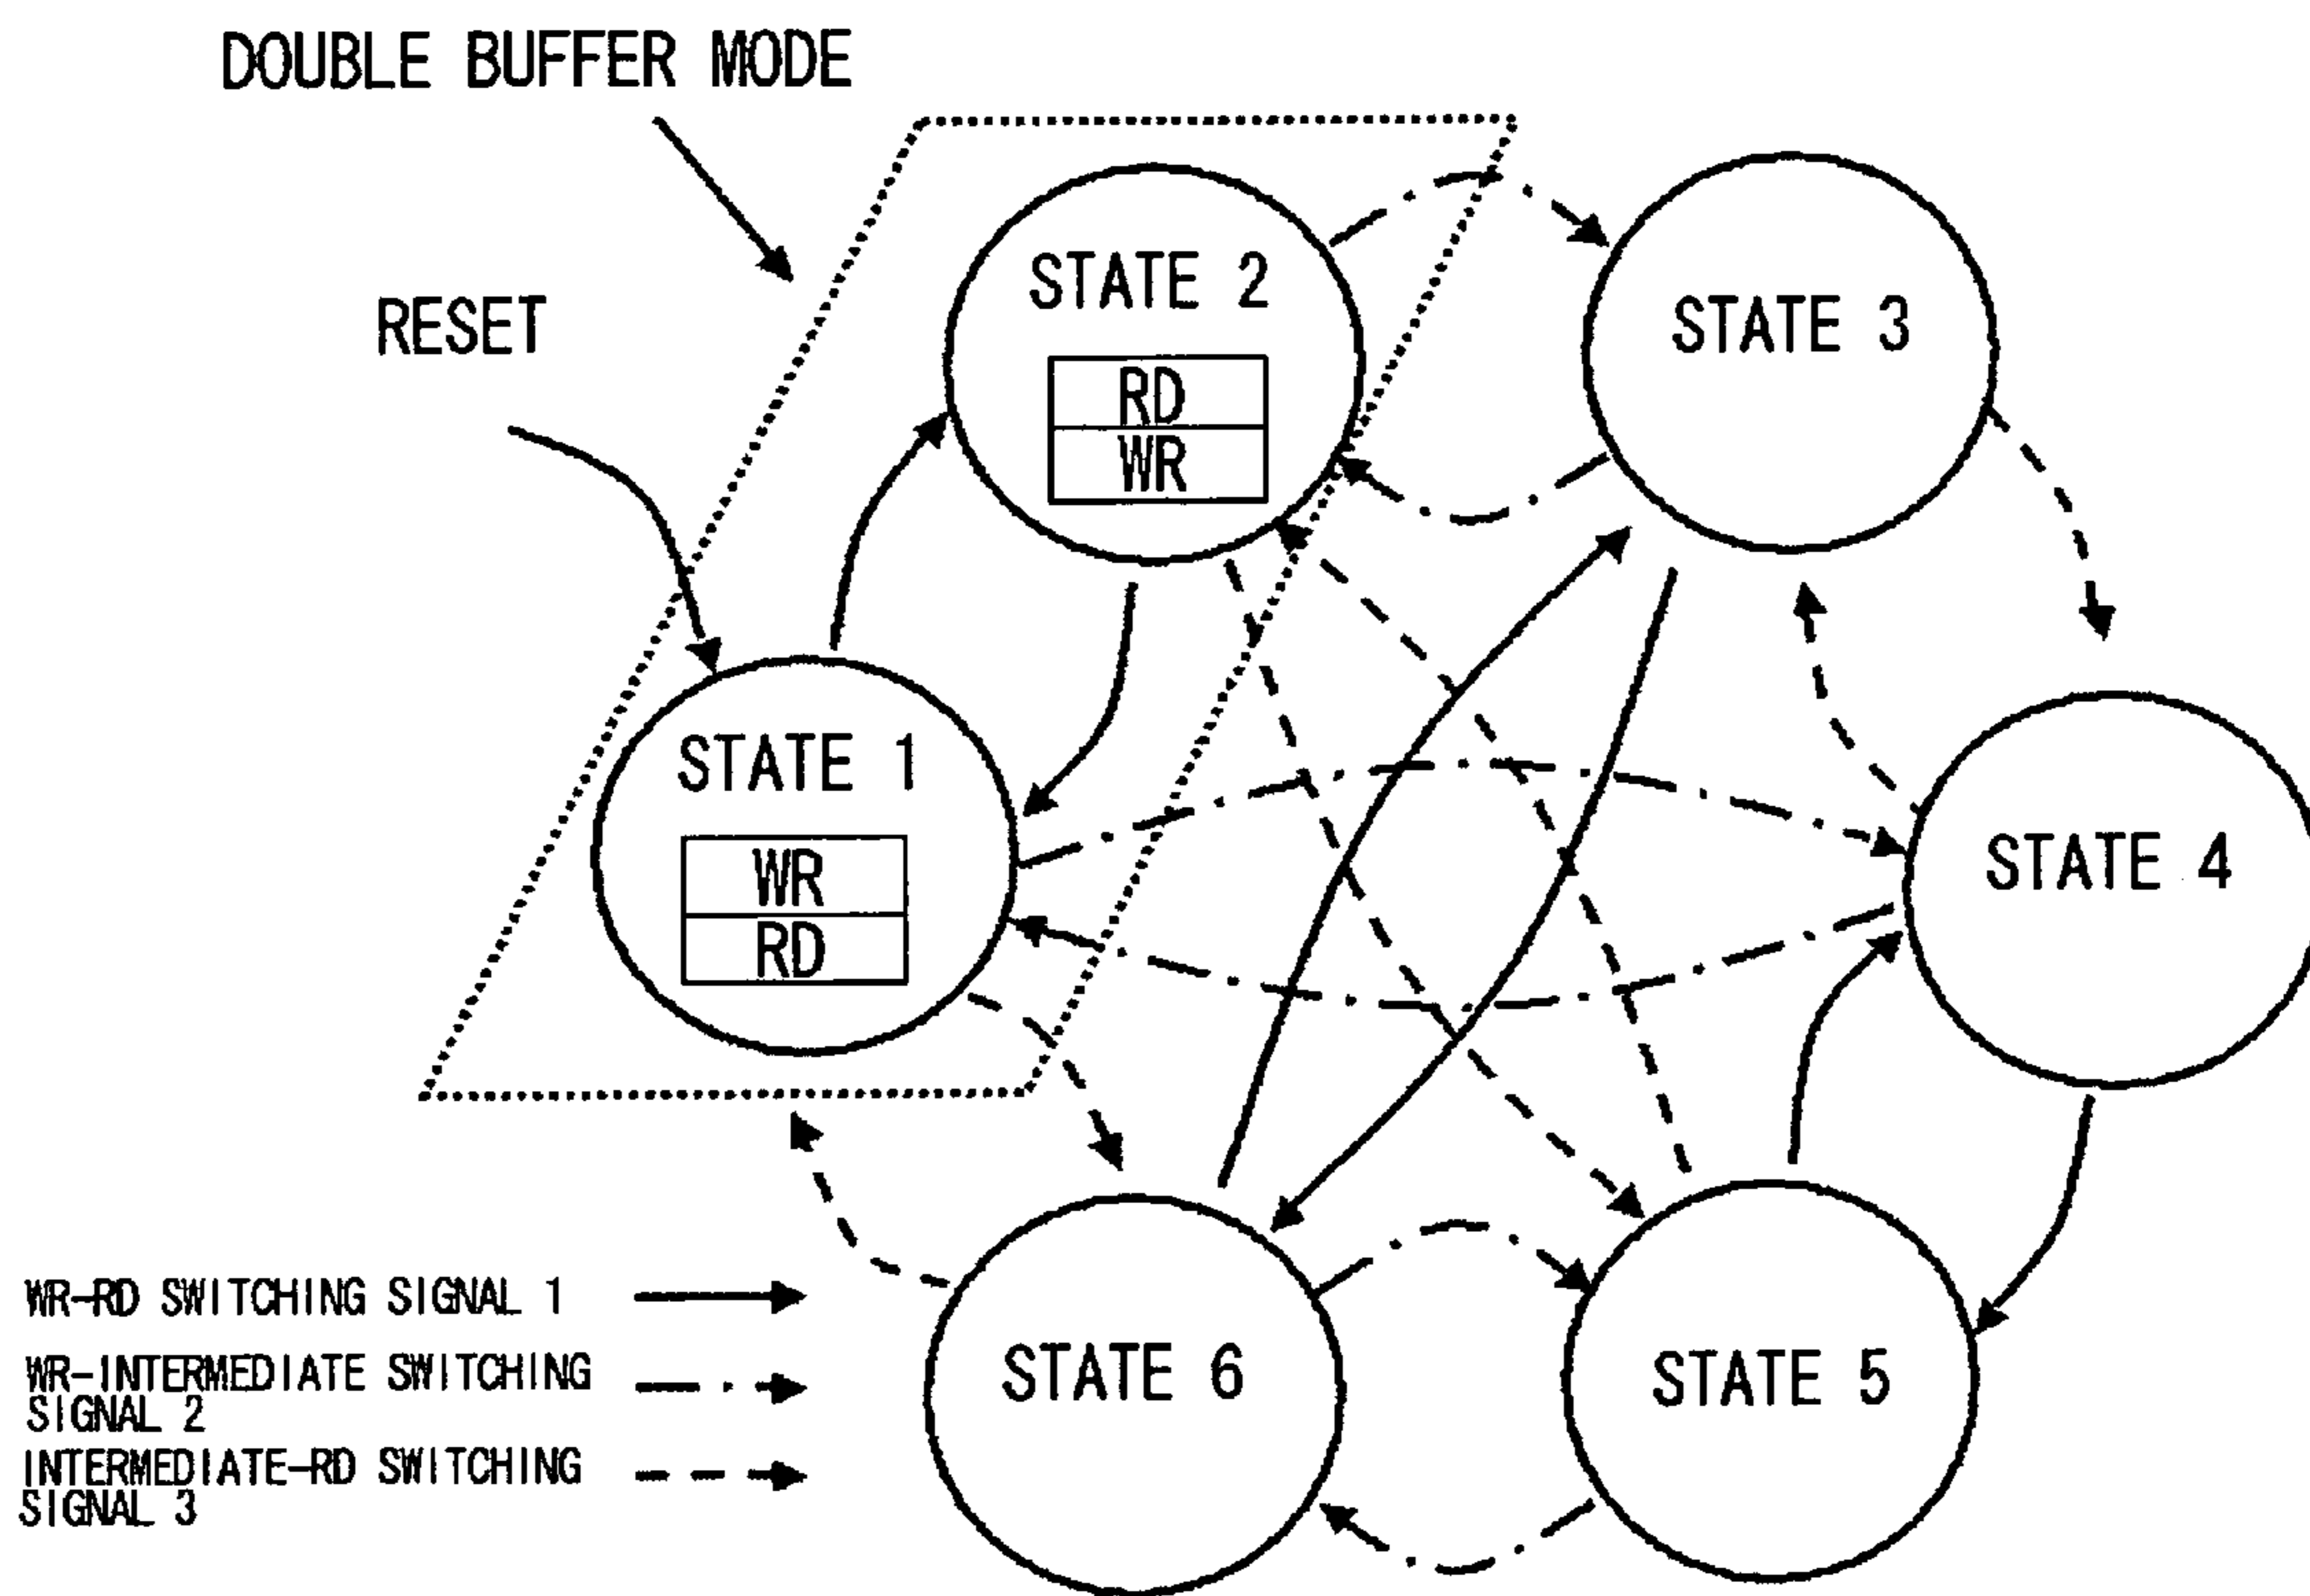 DOUBLE BUFFER MODE
RESET
STATE 2
RD
WR
STATE 3
STATE 1
WR
RD
STATE 4
STATE 6
STATE 5
WR-RD SWITCHING SIGNAL 1
WR-INTERMEDIATE SWITCHING
SIGNAL 2
INTERMEDIATE-RD SWITCHING
SIGNAL 3